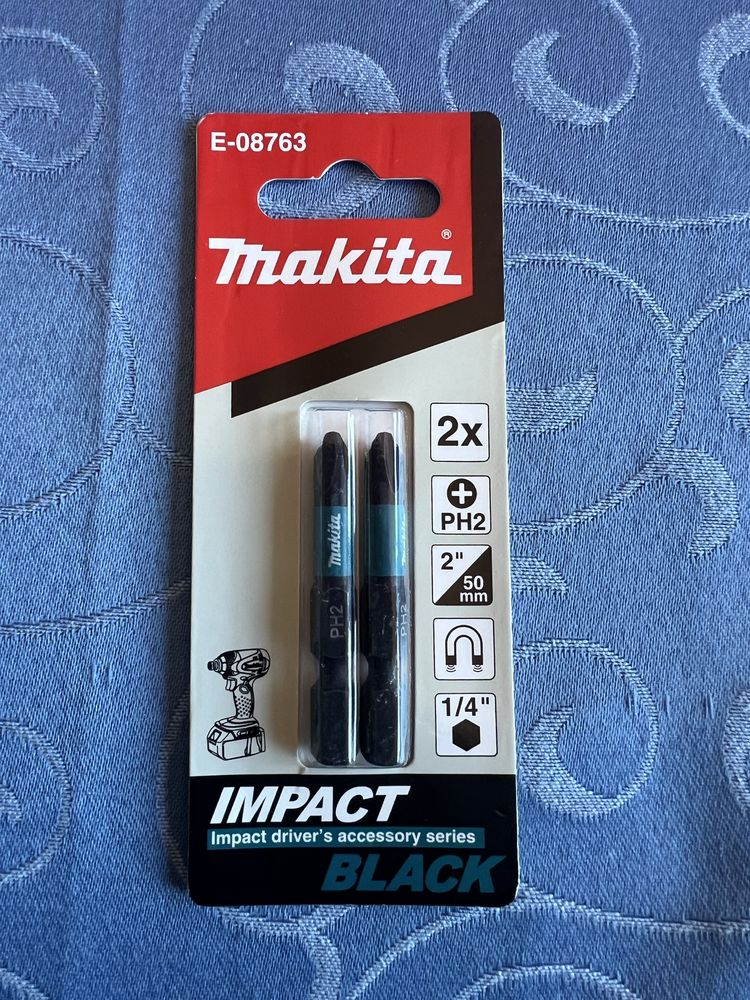 E-08763
makita®
2x
PH2
2"
50
mm
1/4"
makita
PH2
PH2
IMPACT
Impact driver's accessory series
BLACK